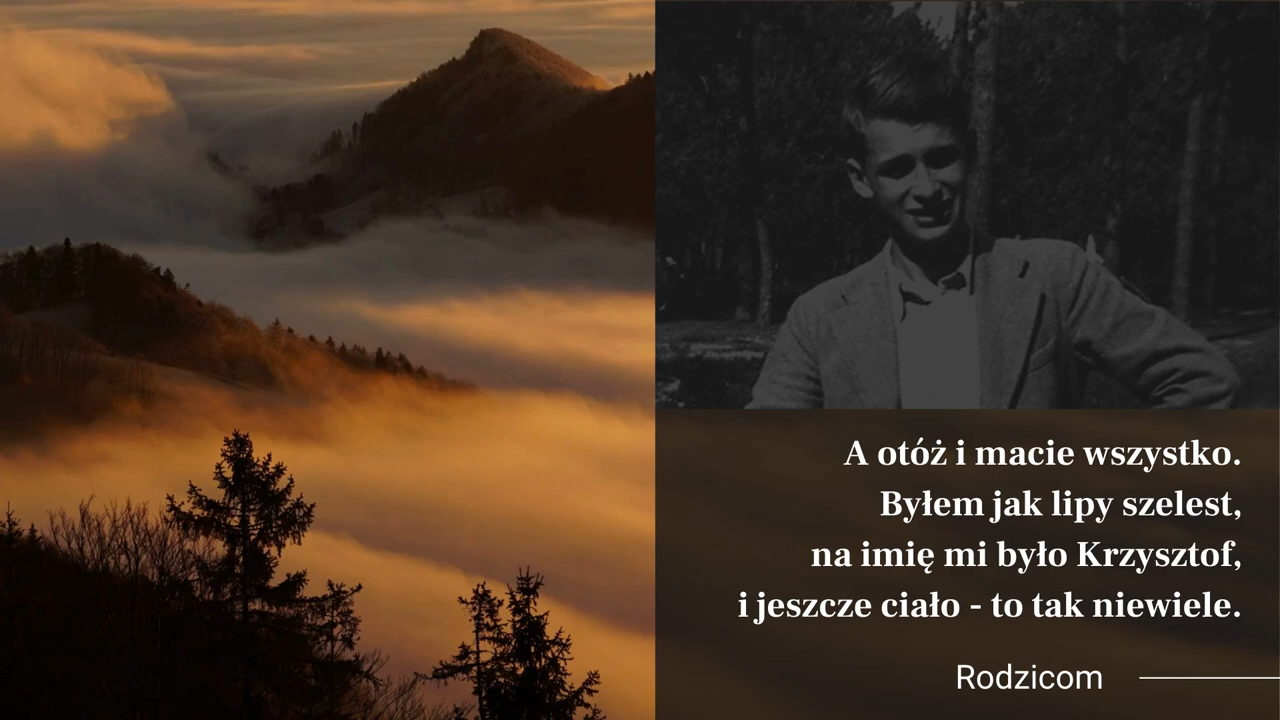 A otóż i macie wszystko.
Byłem jak lipy szelest,
na imię mi było Krzysztof,
i jeszcze ciało - to tak niewiele.
Rodzicom